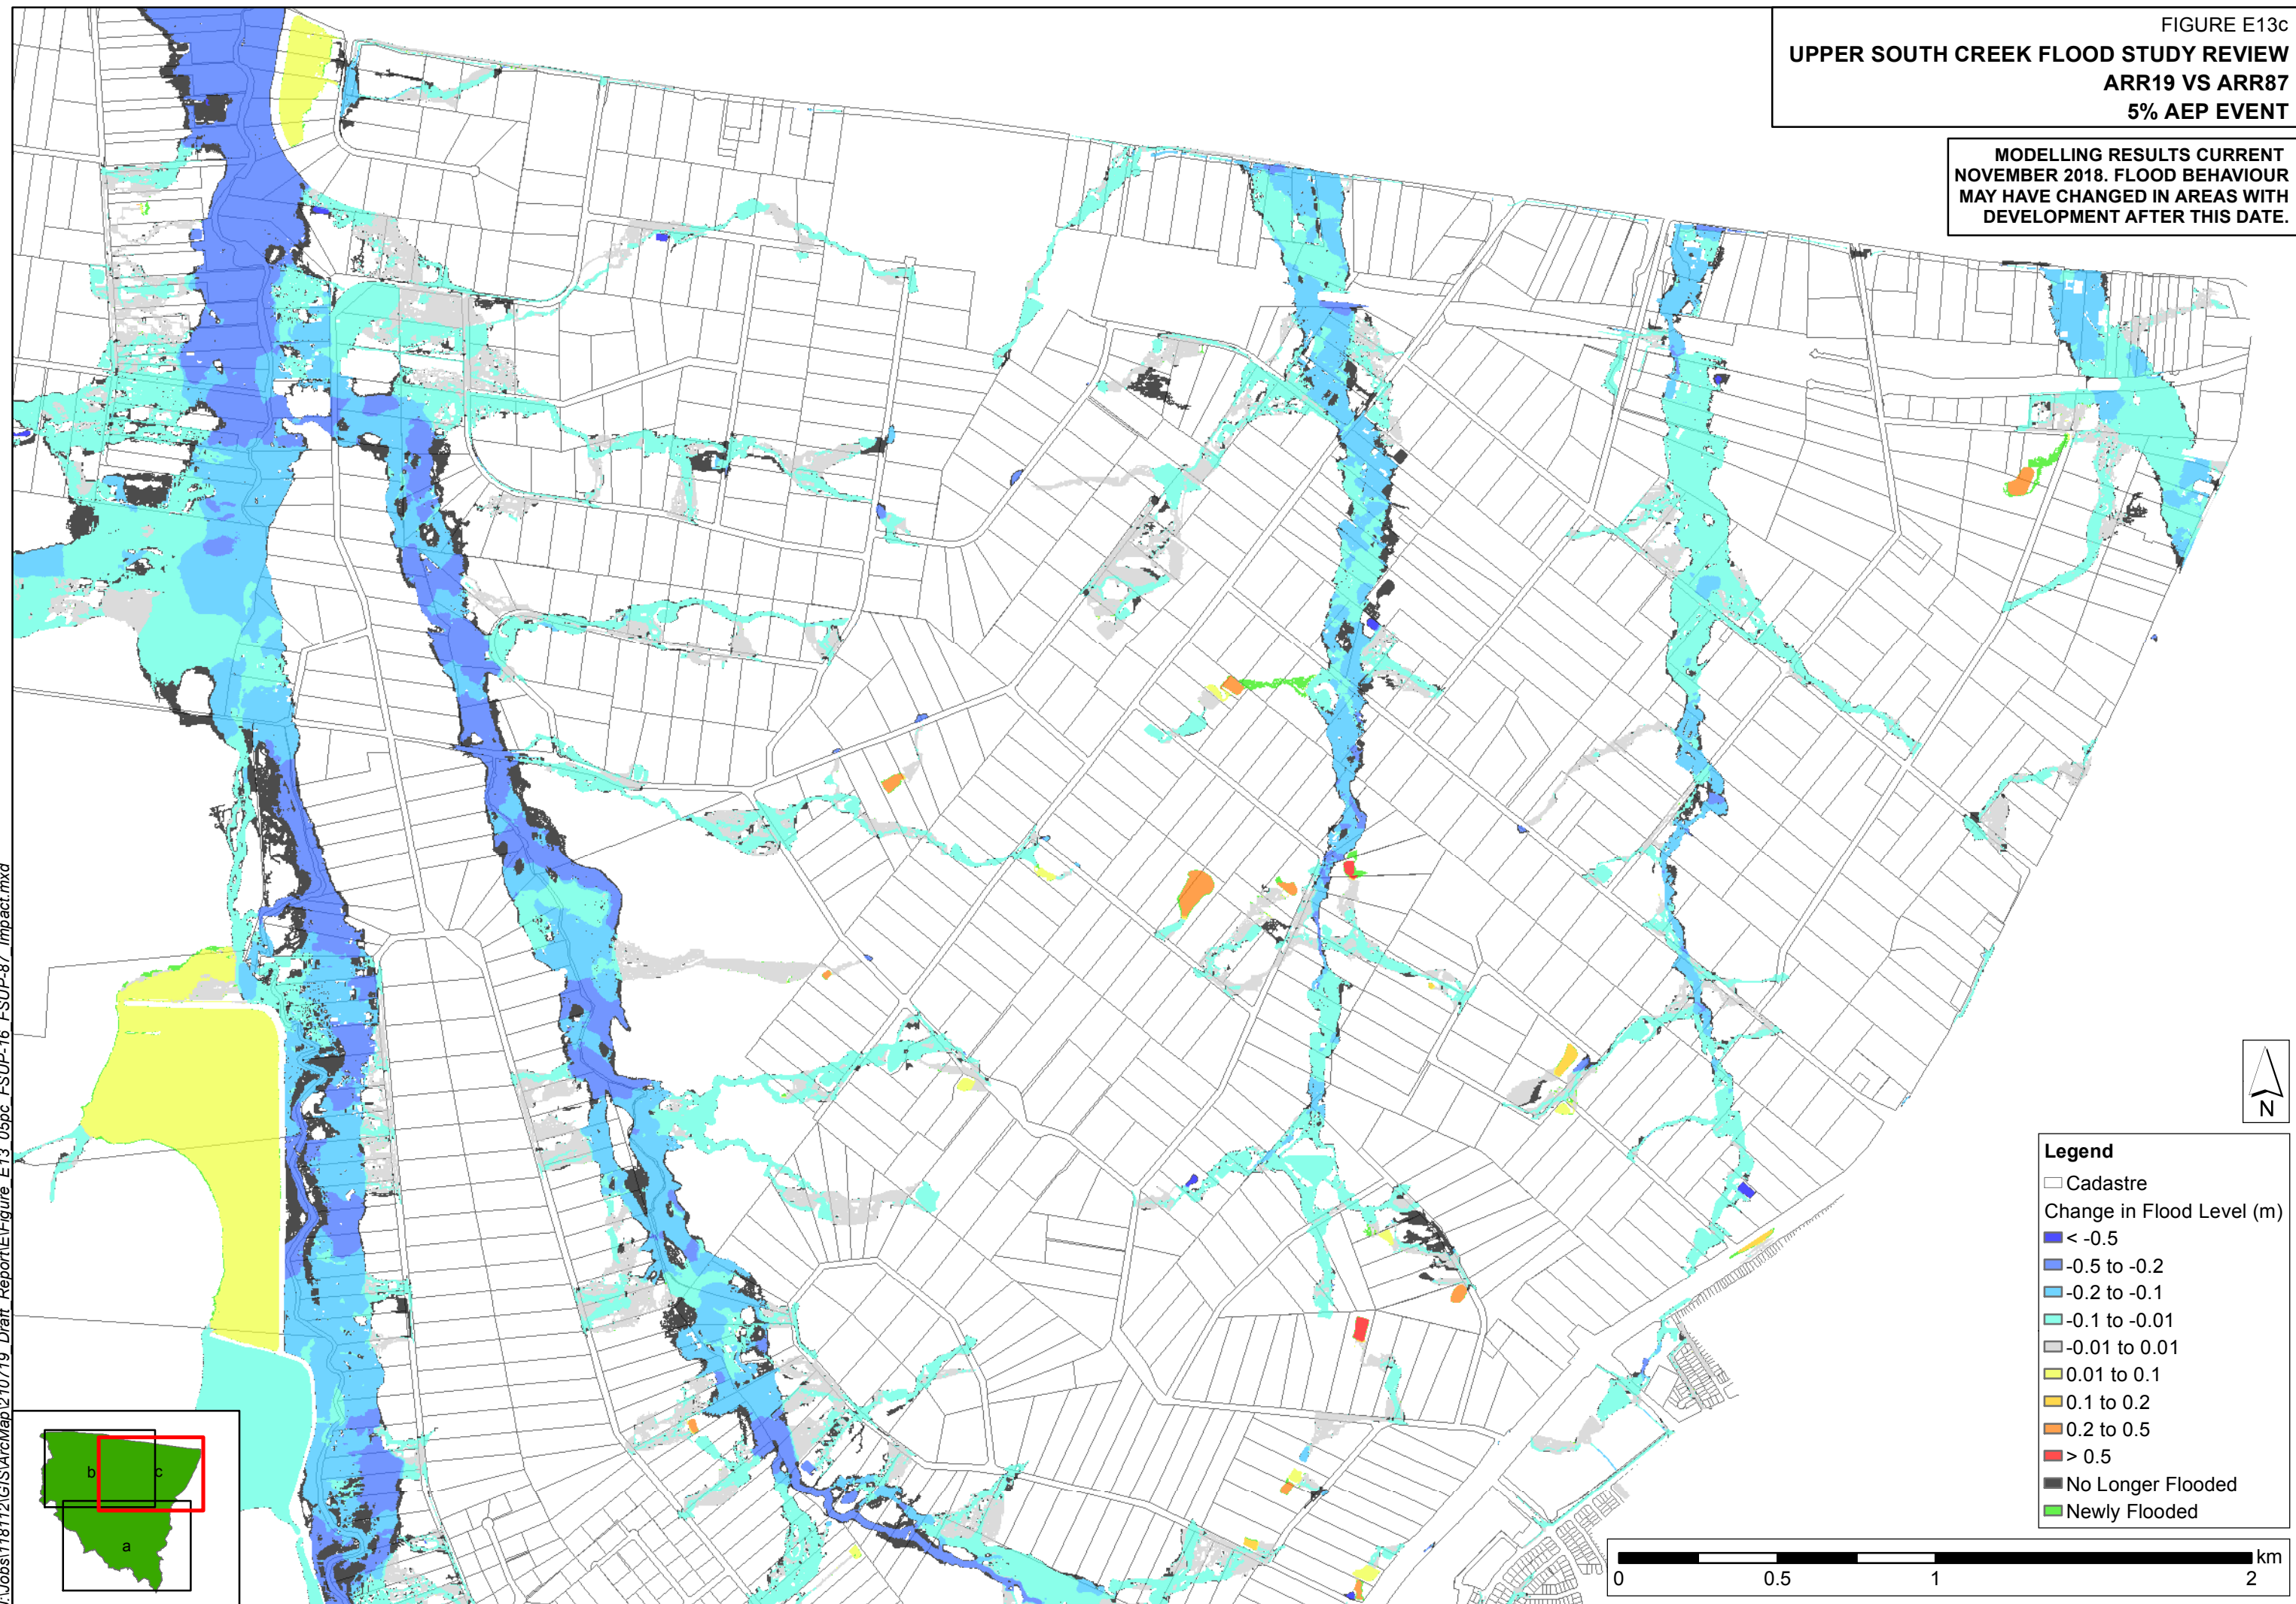 FIGURE E13c
UPPER SOUTH CREEK FLOOD STUDY REVIEW
ARR19 VS ARR87
5% AEP EVENT
MODELLING RESULTS CURRENT
NOVEMBER 2018. FLOOD BEHAVIOUR
MAY HAVE CHANGED IN AREAS WITH
DEVELOPMENT AFTER THIS DATE.
N
Legend
Cadastre
Change in Flood Level (m)
< -0.5
-0.5 to -0.2
-0.2 to -0.1
-0.1 to -0.01
-0.01 to 0.01
0.01 to 0.1
0.1 to 0.2
0.2 to 0.5
> 0.5
No Longer Flooded
Newly Flooded
km
0 0.5 1 2
b c
a